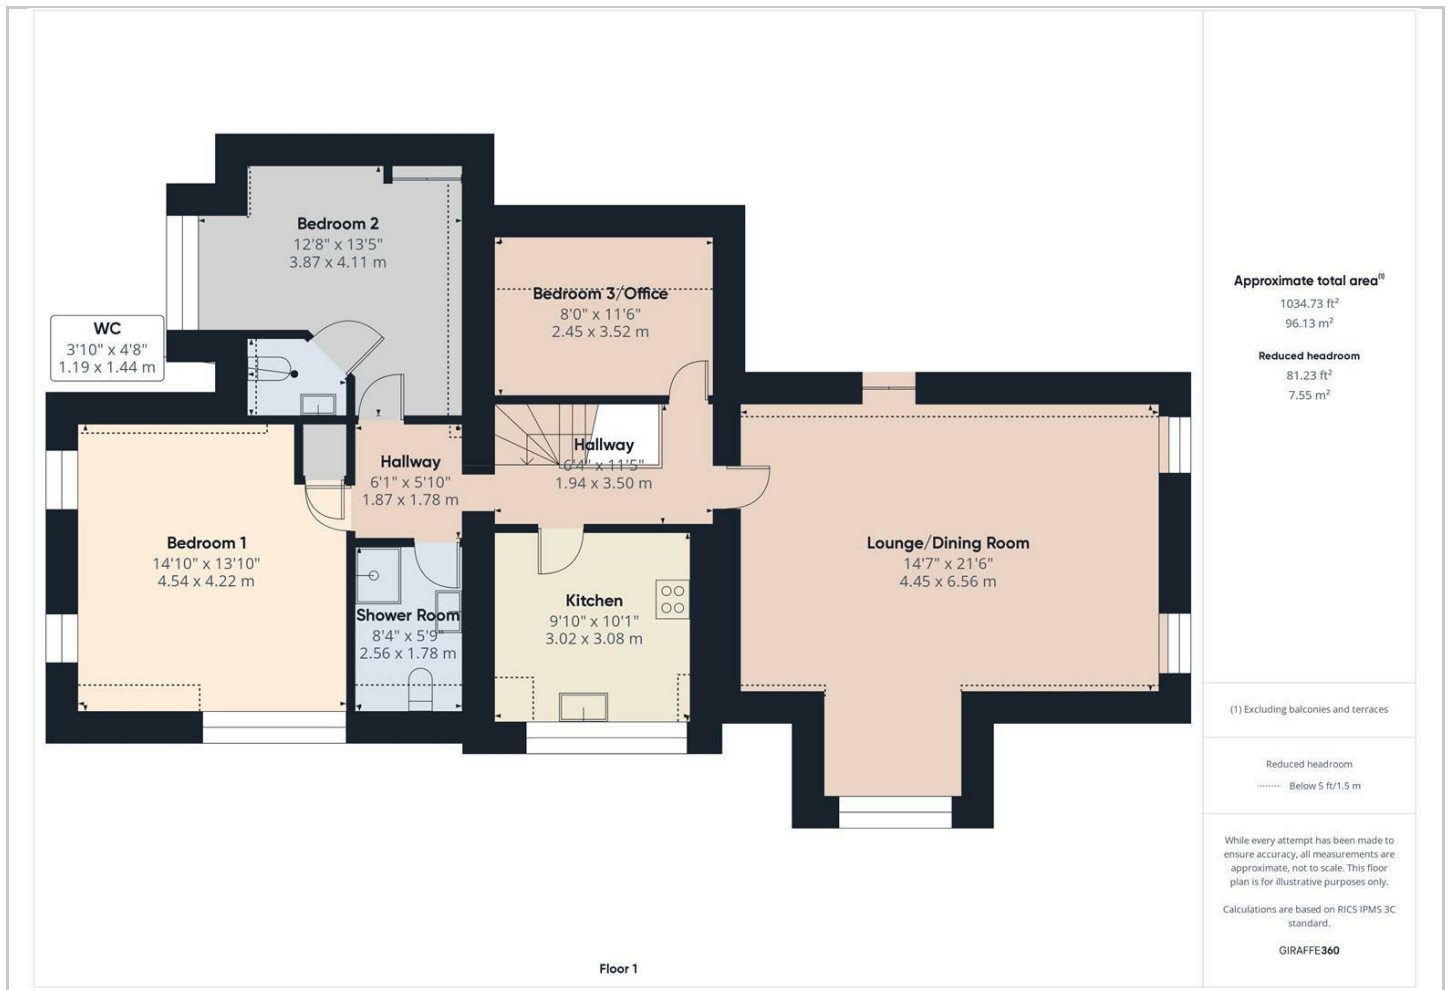 Bedroom 2
12'8" x 13'5"
3.87 x 4.11 m
WC
3'10" x 4'8"
1.19 x 1.44 m
Bedroom 3/Office
8'0" x 11'6"
2.45 x 3.52 m
Hallway
6'1" x 5'10"
1.87 x 1.78 m
Hallway
6'4" x 11'5"
1.94 x 3.50 m
Bedroom 1
14'10" x 13'10"
4.54 x 4.22 m
Lounge/Dining Room
14'7" x 21'6"
4.45 x 6.56 m
Shower Room
8'4" x 5'9"
2.56 x 1.78 m
Kitchen
9'10" x 10'1"
3.02 x 3.08 m
Floor 1
Approximate total area(1)
1034.73 ft²
96.13 m²
Reduced headroom
81.23 ft²
7.55 m²
(1) Excluding balconies and terraces
Reduced headroom
Below 5 ft/1.5 m
While every attempt has been made to
ensure accuracy, all measurements are
approximate, not to scale. This floor
plan is for illustrative purposes only.
Calculations are based on RICS IPMS 3C
standard.
GIRAFFE360